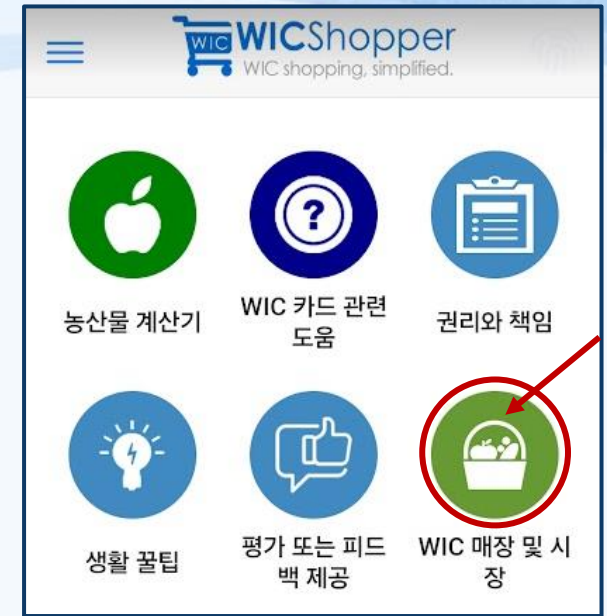 WIC WICShopper
WIC shopping, simplified.
농산물 계산기
WIC 카드 관련
도움
?
권리와 책임
생활 꿀팁
평가 또는 피드
백 제공
WIC 매장 및 시
장